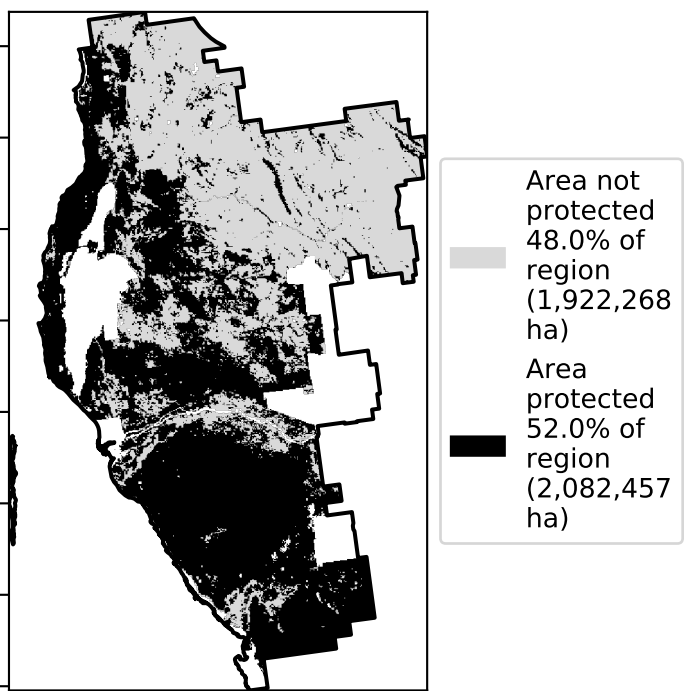 Area not
protected
48.0% of
region
(1,922,268
ha)
Area
protected
52.0% of
region
(2,082,457
ha)